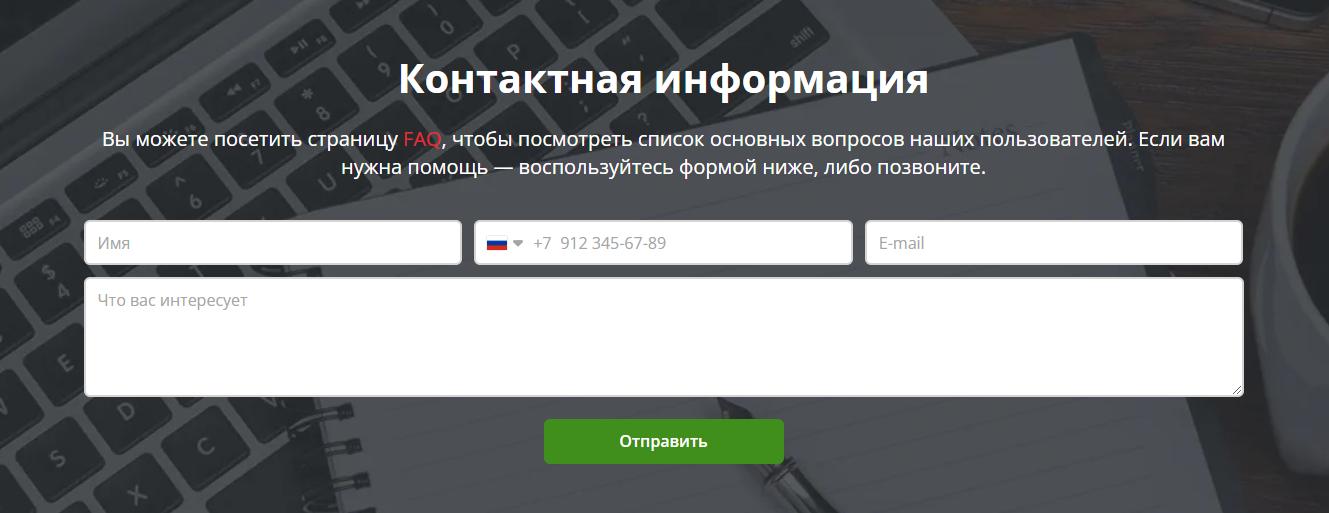 Контактная информация
Вы можете посетить страницу FAQ, чтобы посмотреть список основных вопросов наших пользователей. Если вам
нужна помощь — воспользуйтесь формой ниже, либо позвоните.
Имя
+7 912 345-67-89
E-mail
Что вас интересует
Отправить